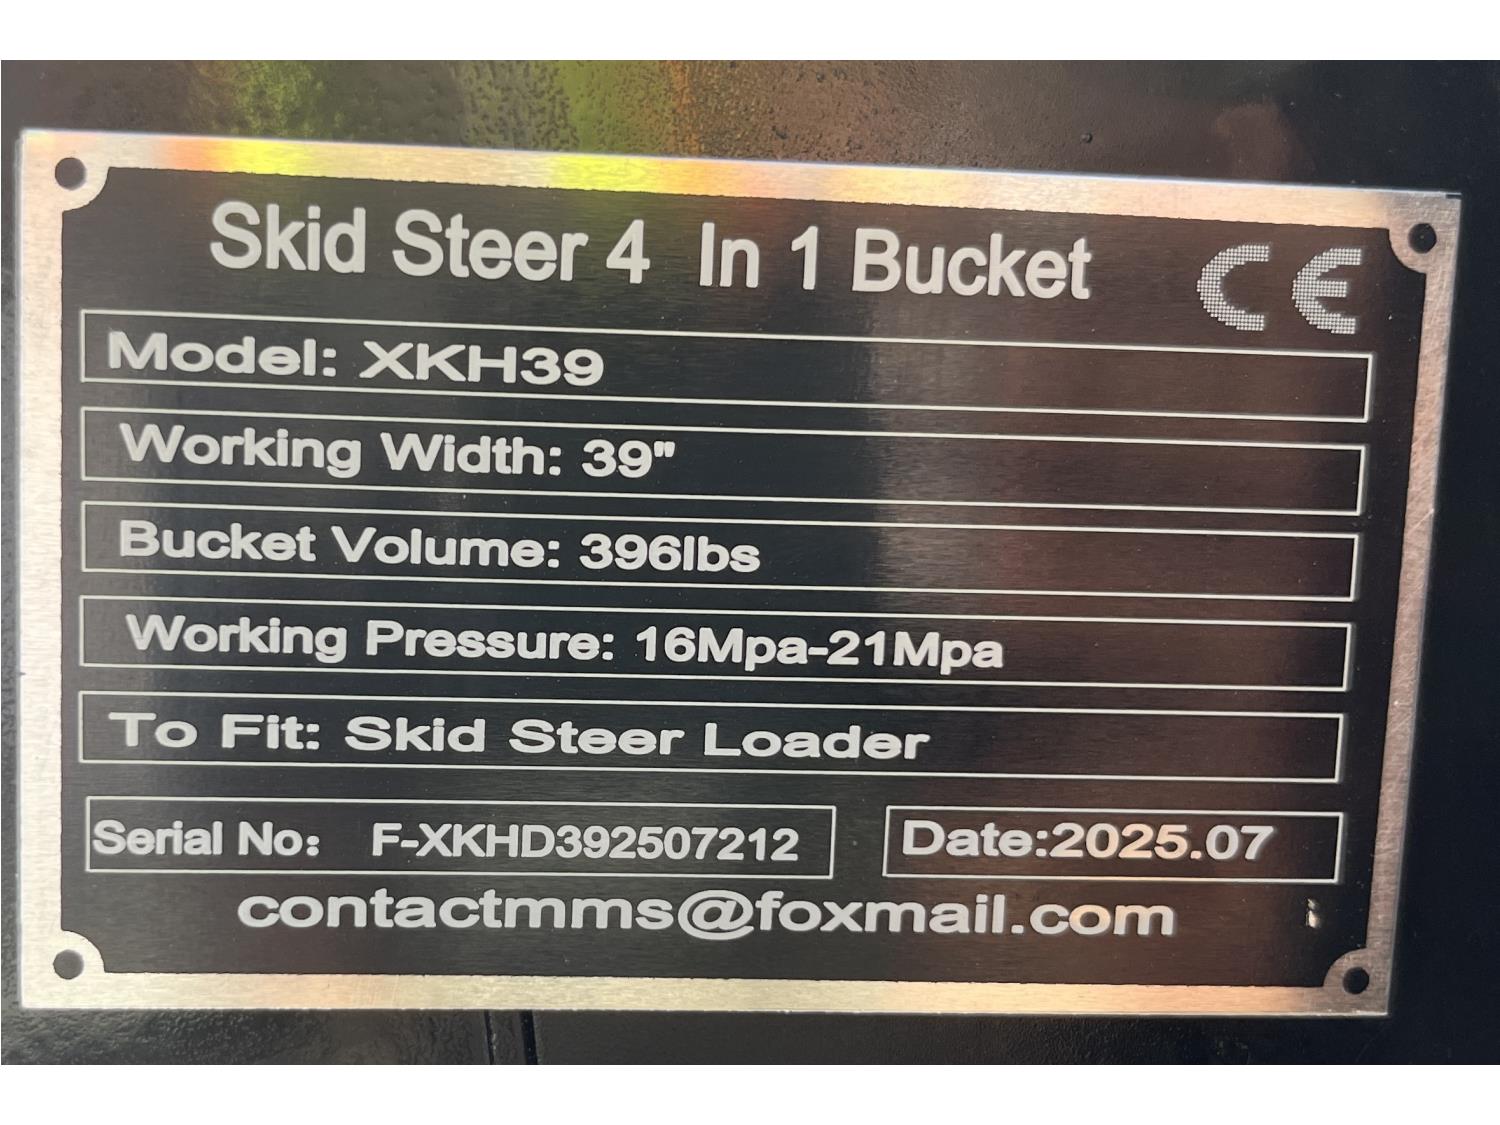 Skid Steer 4 In 1 Bucket CE
Model: XKH39
Working Width: 39"
Bucket Volume: 396lbs
Working Pressure: 16Mpa-21Mpa
To Fit: Skid Steer Loader
Serial No: F-XKHD392507212
Date:2025.07
contactmms@foxmail.com